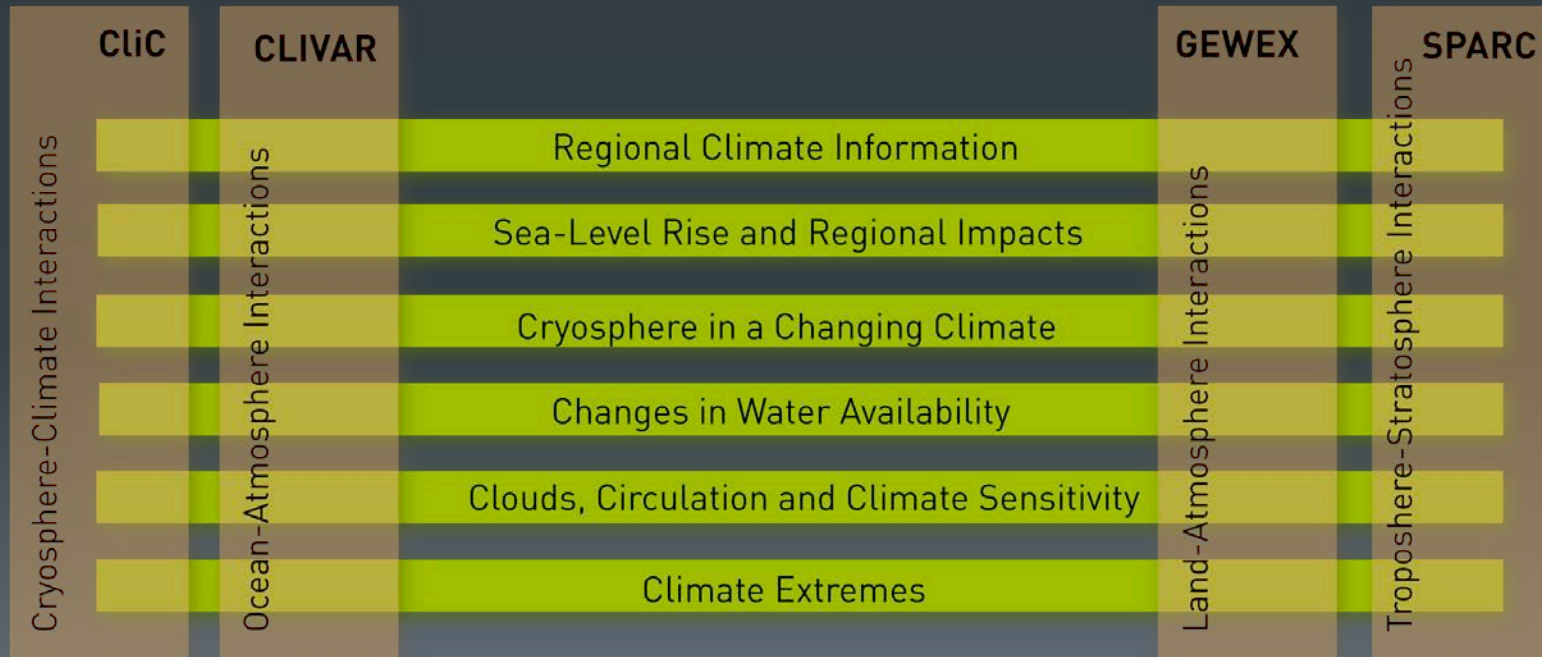 CliC
CLIVAR
GEWEX
SPARC
Cryosphere-Climate Interactions
Ocean-Atmosphere Interactions
Land-Atmosphere Interactions
Troposhere-Stratosphere Interactions
Regional Climate Information
Sea-Level Rise and Regional Impacts
Cryosphere in a Changing Climate
Changes in Water Availability
Clouds, Circulation and Climate Sensitivity
Climate Extremes